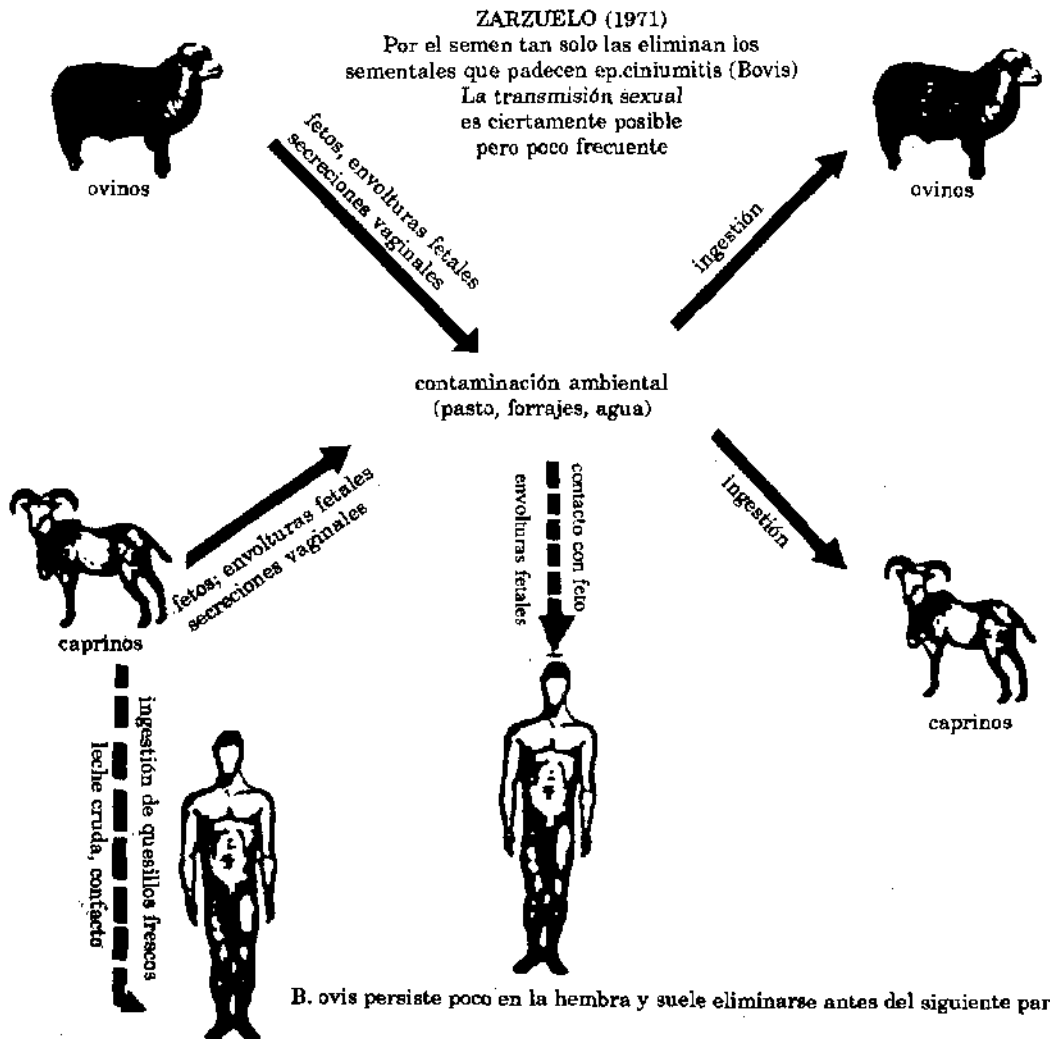 ZARZUELO (1971)
Por el semen tan solo las eliminan los
sementales que padecen ep.ciniumitis (Bovis)
La transmisión sexual
es ciertamente posible
pero poco frecuente
ovinos
ovinos
fetos, envolturas fetales
secreciones vaginales
ingestión
contaminación ambiental
(pasto, forrajes, agua)
caprinos
fetos; envolturas fetales
secreciones vaginales
contacto con feto
envolturas fetales
ingestión
caprinos
ingestión de quesillos frescos
leche cruda, contacto
B. ovis persiste poco en la hembra y suele eliminarse antes del siguiente par